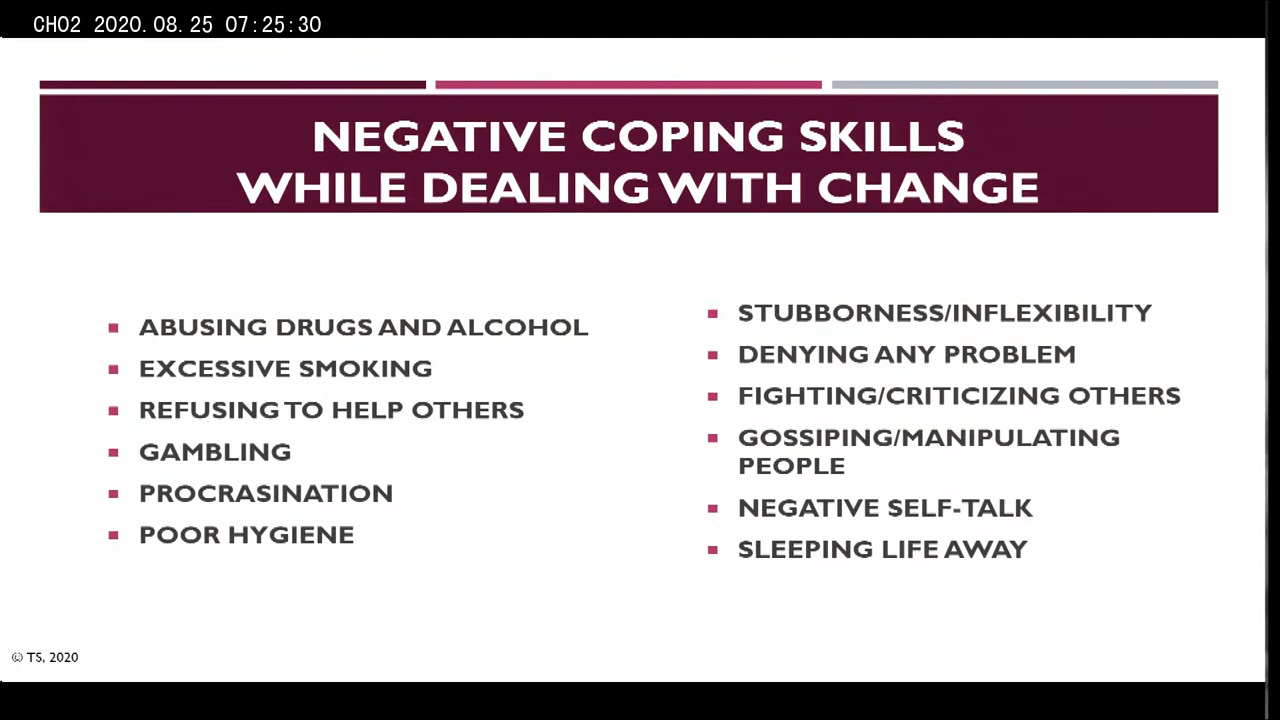 CH02 2020.08.25 07:25:30
NEGATIVE COPING SKILLS
WHILE DEALING WITH CHANGE
ABUSING DRUGS AND ALCOHOL
EXCESSIVE SMOKING
REFUSING TO HELP OTHERS
GAMBLING
PROCRASINATION
POOR HYGIENE
STUBBORNESS/INFLEXIBILITY
DENYING ANY PROBLEM
FIGHTING/CRITICIZING OTHERS
GOSSIPING/MANIPULATING
PEOPLE
NEGATIVE SELF-TALK
SLEEPING LIFE AWAY
© TS, 2020